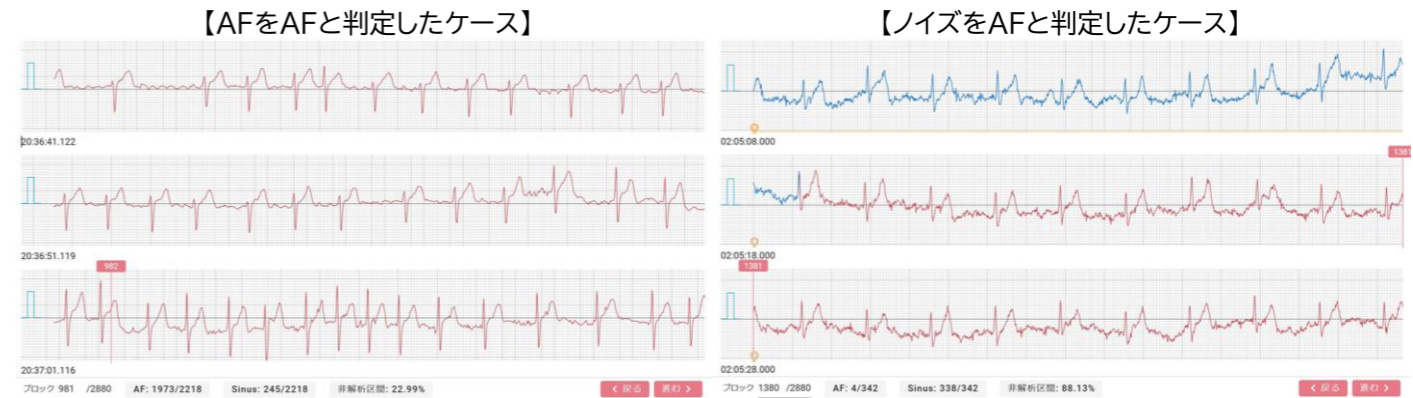 【AFをAFと判定したケース】
20:36:41.122
20:36:51.119
982
20:37:01.116
ブロック 981 /2880 AF: 1973/2218 Sinus: 245/2218 非解析区間: 22.99% < 戻る 進む >
【ノイズをAFと判定したケース】
02:05:08.000
1381
02:05:18.000
1381
02:05:28.000
ブロック 1380 /2880 AF: 4/342 Sinus: 338/342 非解析区間: 88.13% < 戻る 進む >